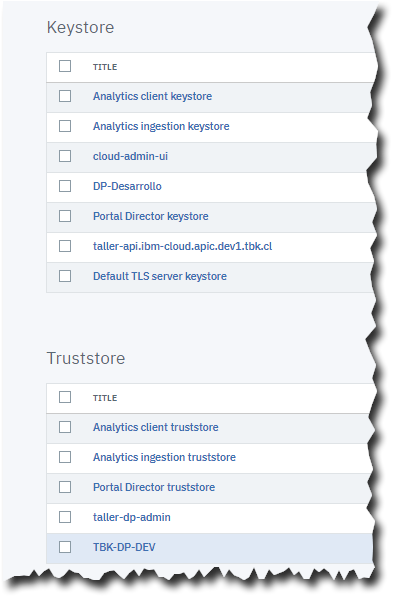 Keystore
TITLE
Analytics client keystore
Analytics ingestion keystore
cloud-admin-ui
DP-Desarrollo
Portal Director keystore
taller-api.ibm-cloud.apic.dev1.tbk.cl
Default TLS server keystore
Truststore
TITLE
Analytics client truststore
Analytics ingestion truststore
Portal Director truststore
taller-dp-admin
TBK-DP-DEV